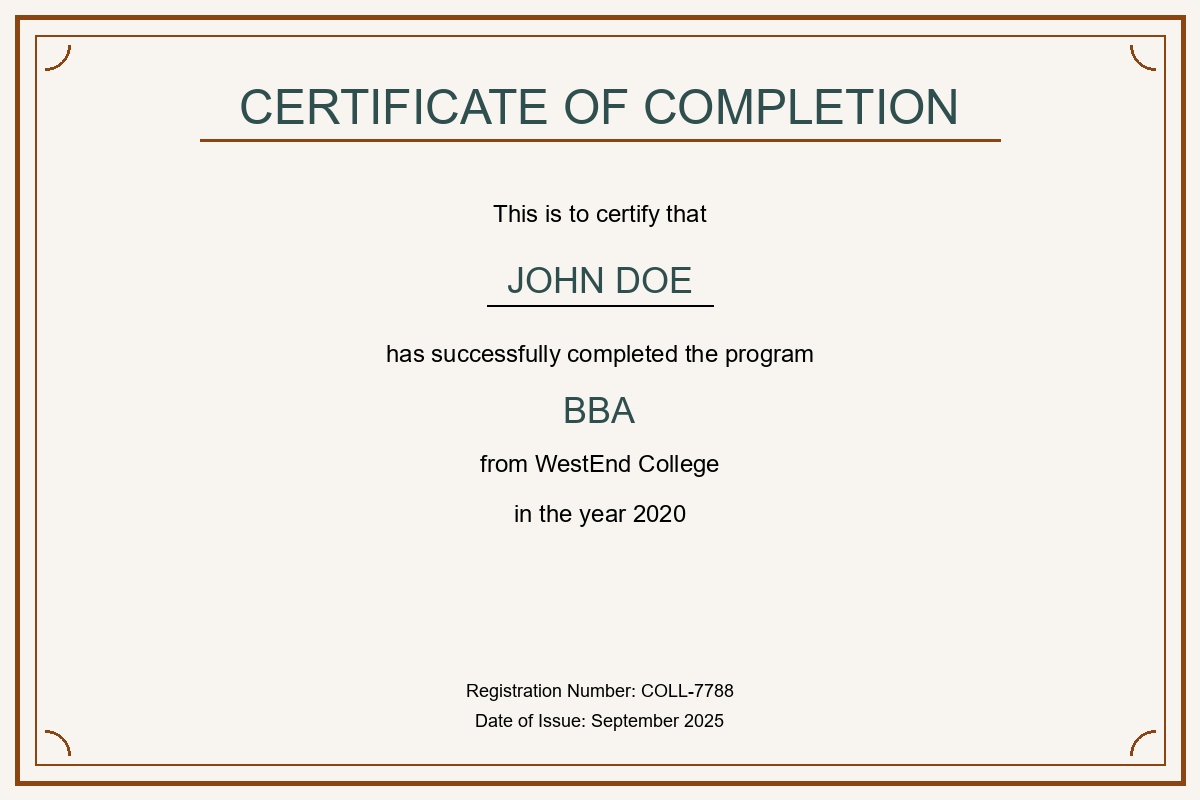 CERTIFICATE OF COMPLETION
This is to certify that
JOHN DOE
has successfully completed the program
BBA
from WestEnd College
in the year 2020
Registration Number: COLL-7788
Date of Issue: September 2025